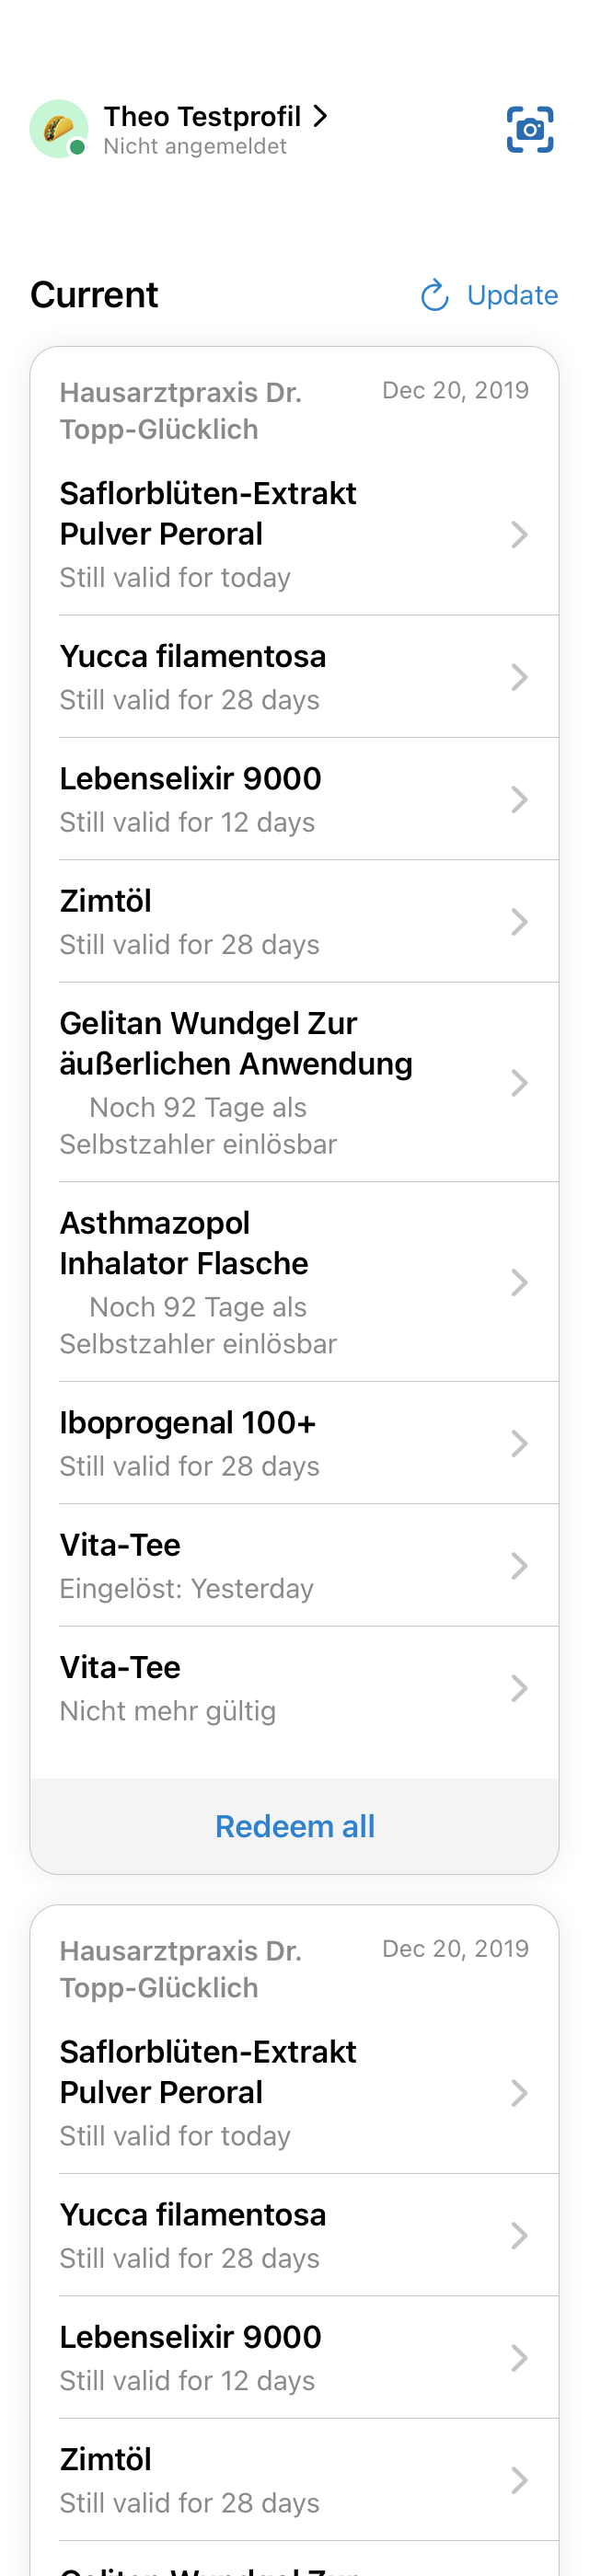 Theo Testprofil
Nicht angemeldet
Current
Update
Hausarztpraxis Dr.
Topp-Glücklich
Dec 20, 2019
Saflorblüten-Extrakt
Pulver Peroral
Still valid for today
Yucca filamentosa
Still valid for 28 days
Lebenselixir 9000
Still valid for 12 days
Zimtöl
Still valid for 28 days
Gelitan Wundgel Zur
äußerlichen Anwendung
Noch 92 Tage als
Selbstzahler einlösbar
Asthmazopol
Inhalator Flasche
Noch 92 Tage als
Selbstzahler einlösbar
Iboprogenal 100+
Still valid for 28 days
Vita-Tee
Eingelöst: Yesterday
Vita-Tee
Nicht mehr gültig
Redeem all
Hausarztpraxis Dr.
Topp-Glücklich
Dec 20, 2019
Saflorblüten-Extrakt
Pulver Peroral
Still valid for today
Yucca filamentosa
Still valid for 28 days
Lebenselixir 9000
Still valid for 12 days
Zimtöl
Still valid for 28 days